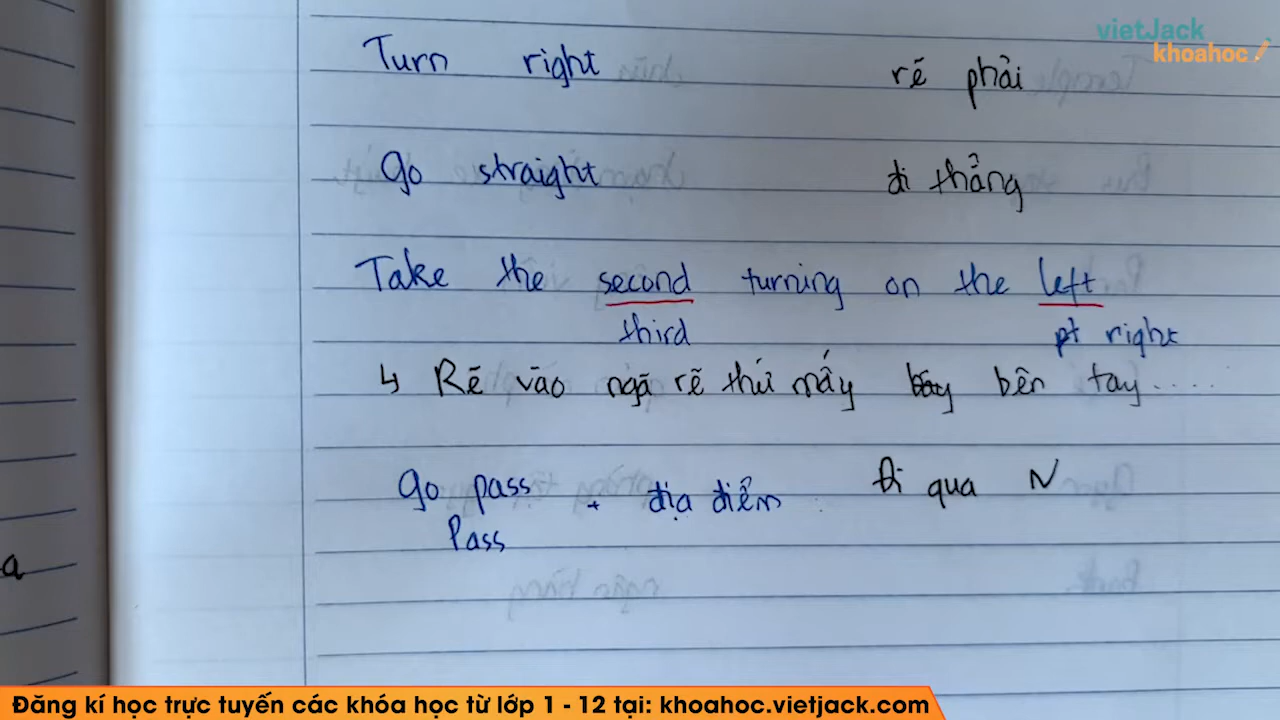 vietJack
khoahoc
Turn right rẽ phải
Go straight đi thẳng
Take the second turning on the left
third right
↳ Rẽ vào ngã rẽ thứ mấy bên tay.....
Go pass + địa điểm : Đi qua N
Pass
a
Đăng kí học trực tuyến các khóa học từ lớp 1 - 12 tại: khoahoc.vietjack.com